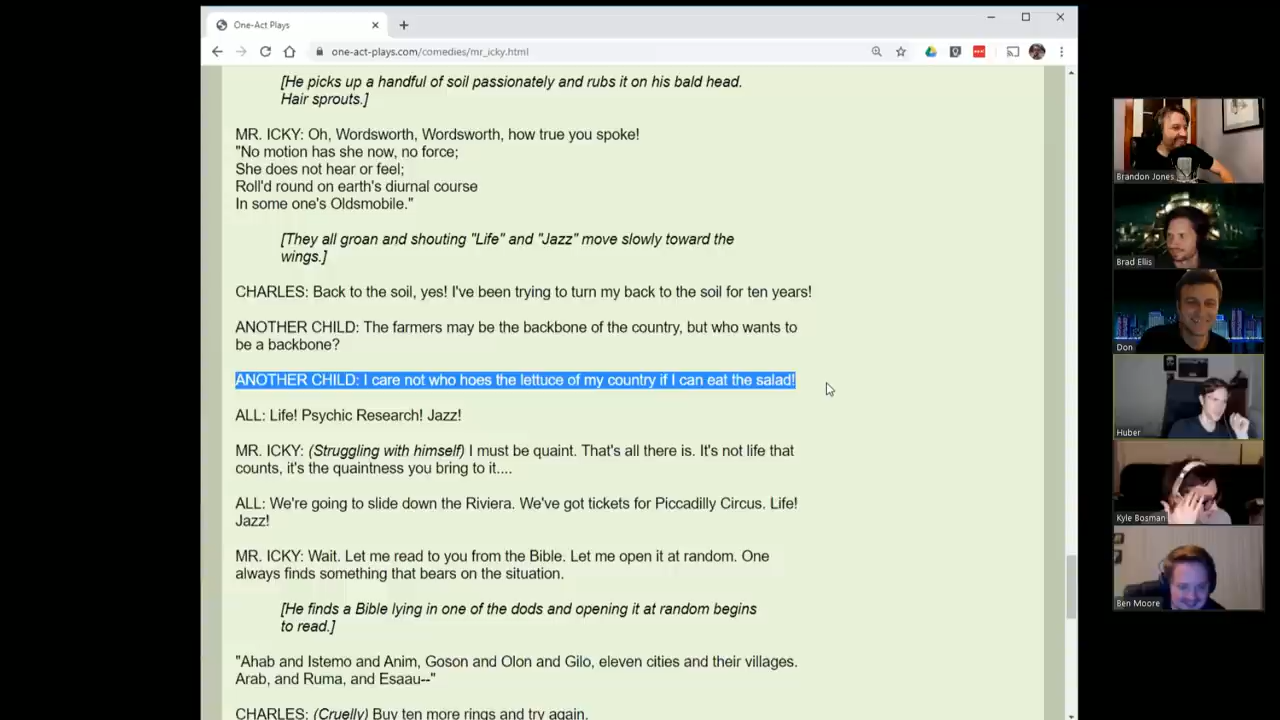 One-Act Plays
one-act-plays.com/comedies/mr_icky.html
[He picks up a handful of soil passionately and rubs it on his bald head.
Hair sprouts.]
MR. ICKY: Oh, Wordsworth, Wordsworth, how true you spoke!
"No motion has she now, no force;
She does not hear or feel;
Roll'd round on earth's diurnal course
In some one's Oldsmobile."
[They all groan and shouting "Life" and "Jazz" move slowly toward the
wings.]
CHARLES: Back to the soil, yes! I've been trying to turn my back to the soil for ten years!
ANOTHER CHILD: The farmers may be the backbone of the country, but who wants to
be a backbone?
ANOTHER CHILD: I care not who hoes the lettuce of my country if I can eat the salad!
ALL: Life! Psychic Research! Jazz!
MR. ICKY: (Struggling with himself) I must be quaint. That's all there is. It's not life that
counts, it's the quaintness you bring to it....
ALL: We're going to slide down the Riviera. We've got tickets for Piccadilly Circus. Life!
Jazz!
MR. ICKY: Wait. Let me read to you from the Bible. Let me open it at random. One
always finds something that bears on the situation.
[He finds a Bible lying in one of the dods and opening it at random begins
to read.]
"Ahab and Istemo and Anim, Goson and Olon and Gilo, eleven cities and their villages.
Arab, and Ruma, and Esaau--"
CHARLES: (Cruelly) Buy ten more rings and try again.
Brandon Jones
Brad Ellis
Don
Huber
Kyle Bosman
Ben Moore